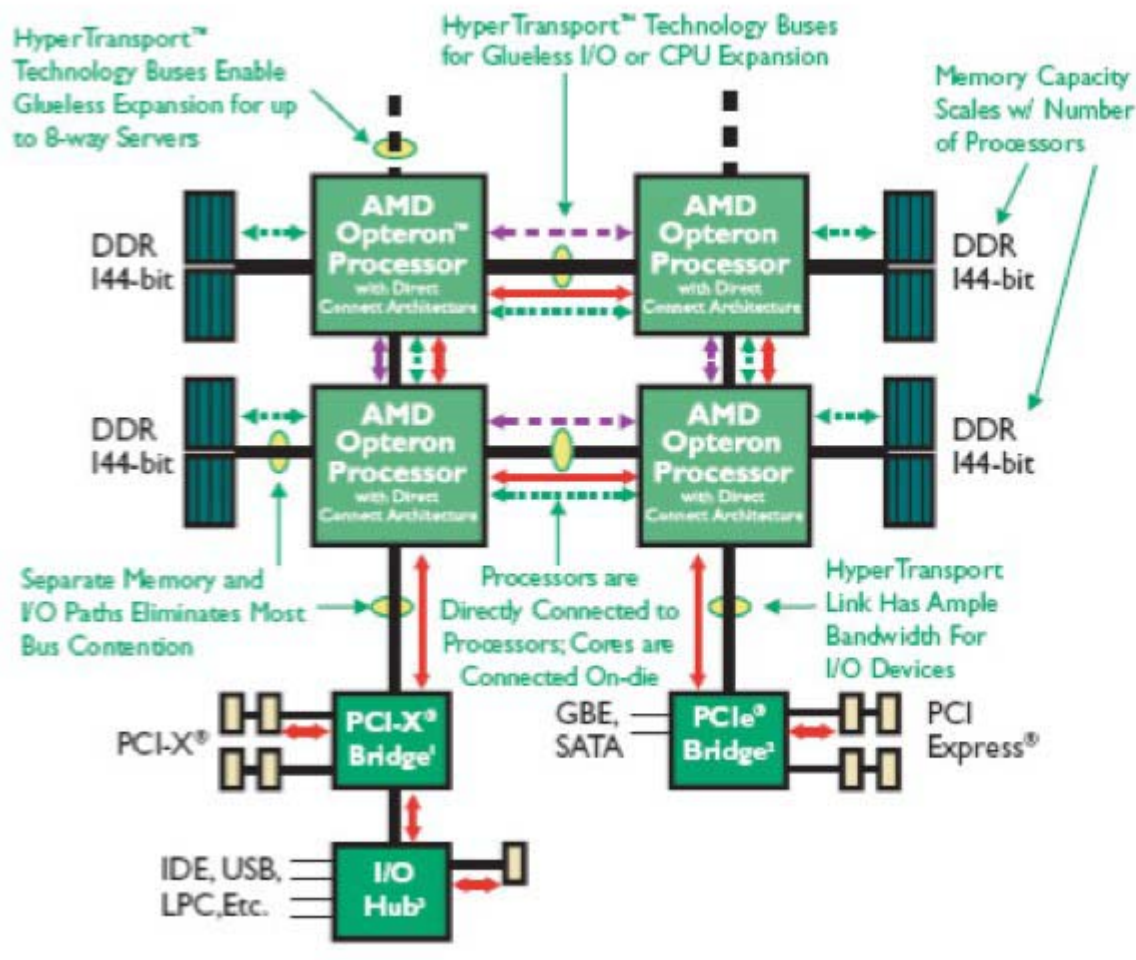 HyperTransport™
Technology Buses Enable
Glueless Expansion for up
to 8-way Servers
HyperTransport™ Technology Buses
for Glueless I/O or CPU Expansion
Memory Capacity
Scales w/ Number
of Processors
DDR
144-bit
AMD
Opteron™
Processor
with Direct
Connect Architecture
AMD
Opteron
Processor
with Direct
Connect Architecture
DDR
144-bit
DDR
144-bit
AMD
Opteron
Processor
with Direct
Connect Architecture
AMD
Opteron
Processor
with Direct
Connect Architecture
DDR
144-bit
Separate Memory and
I/O Paths Eliminates Most
Bus Contention
Processors are
Directly Connected to
Processors; Cores are
Connected On-die
HyperTransport
Link Has Ample
Bandwidth For
I/O Devices
PCI-X®
PCI-X®
Bridge¹
GBE,
SATA
PCIe®
Bridge²
PCI
Express®
IDE, USB,
LPC,Etc.
I/O
Hub³